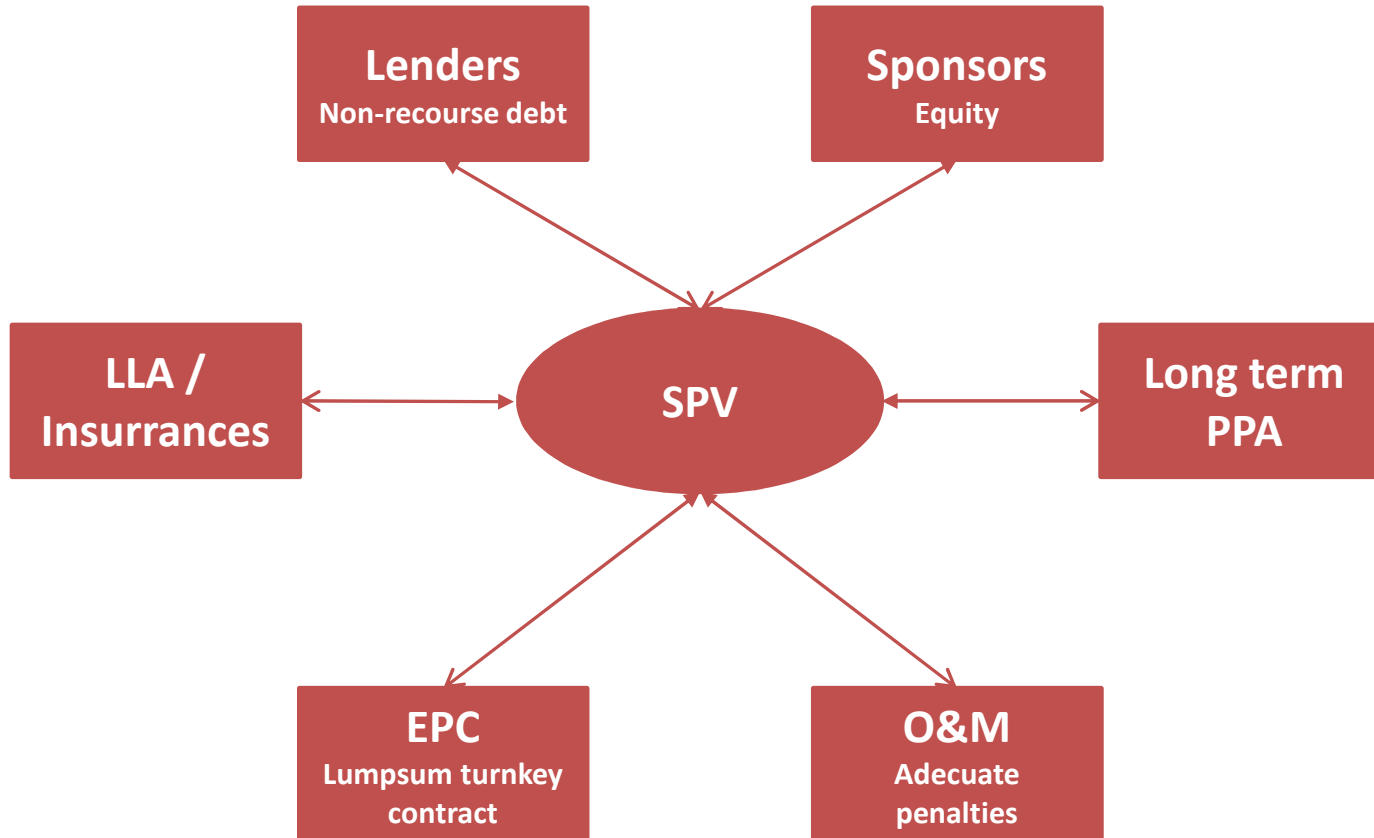 Lenders
Non-recourse debt
Sponsors
Equity
LLA /
Insurrances
SPV
Long term
PPA
EPC
Lumpsum turnkey
contract
O&M
Adecuate
penalties